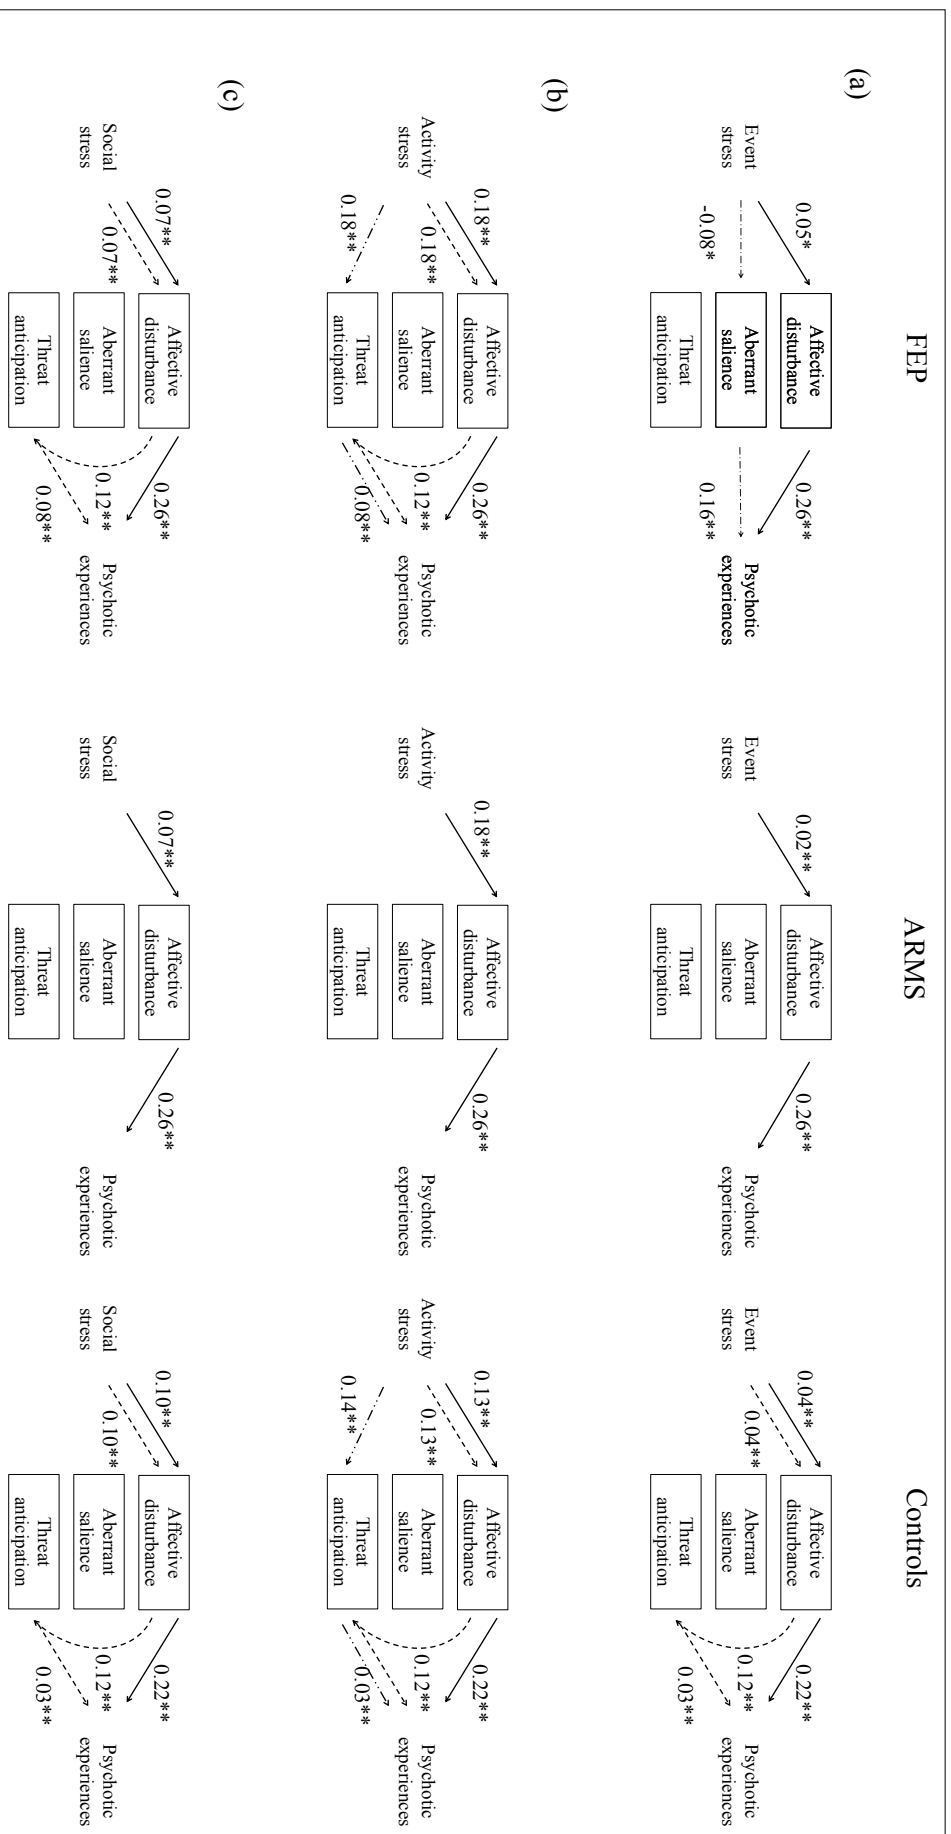 FEP
ARMS
Controls
(a)
Event
stress
0.05*
-0.08*
Affective
disturbance
Aberrant
salience
Threat
anticipation
0.26**
0.16**
Psychotic
experiences
Event
stress
0.02**
Affective
disturbance
Aberrant
salience
Threat
anticipation
0.26**
Psychotic
experiences
Event
stress
0.04**
0.04**
Affective
disturbance
Aberrant
salience
Threat
anticipation
0.22**
0.12**
0.03**
Psychotic
experiences
(b)
Activity
stress
0.18**
0.18**
0.18**
Affective
disturbance
Aberrant
salience
Threat
anticipation
0.26**
0.12**
0.08**
Psychotic
experiences
Activity
stress
0.18**
Affective
disturbance
Aberrant
salience
Threat
anticipation
0.26**
Psychotic
experiences
Activity
stress
0.13**
0.13**
0.14**
Affective
disturbance
Aberrant
salience
Threat
anticipation
0.22**
0.12**
0.03**
Psychotic
experiences
(c)
Social
stress
0.07**
0.07**
Affective
disturbance
Aberrant
salience
Threat
anticipation
0.26**
0.12**
0.08**
Psychotic
experiences
Social
stress
0.07**
Affective
disturbance
Aberrant
salience
Threat
anticipation
0.26**
Psychotic
experiences
Social
stress
0.10**
0.10**
Affective
disturbance
Aberrant
salience
Threat
anticipation
0.22**
0.12**
0.03**
Psychotic
experiences